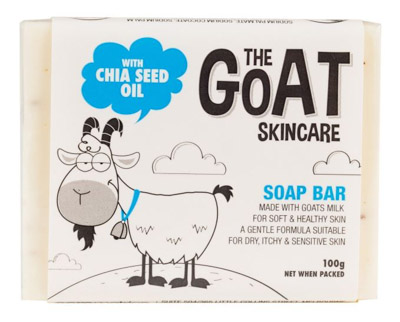 WITH
CHIA SEED
OIL
THE
GOAT
SKINCARE
SOAP BAR
MADE WITH GOATS MILK
FOR SOFT & HEALTHY SKIN
A GENTLE FORMULA SUITABLE
FOR DRY, ITCHY & SENSITIVE SKIN
100g
NET WHEN PACKED